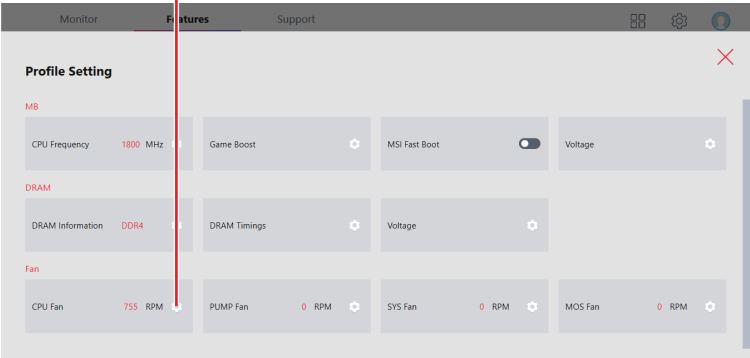 Monitor Features Support
Profile Setting
MB
CPU Frequency 1800 MHz Game Boost MSI Fast Boot Voltage
DRAM
DRAM Information DDR4 DRAM Timings Voltage
Fan
CPU Fan 755 RPM PUMP Fan 0 RPM SYS Fan 0 RPM MOS Fan 0 RPM